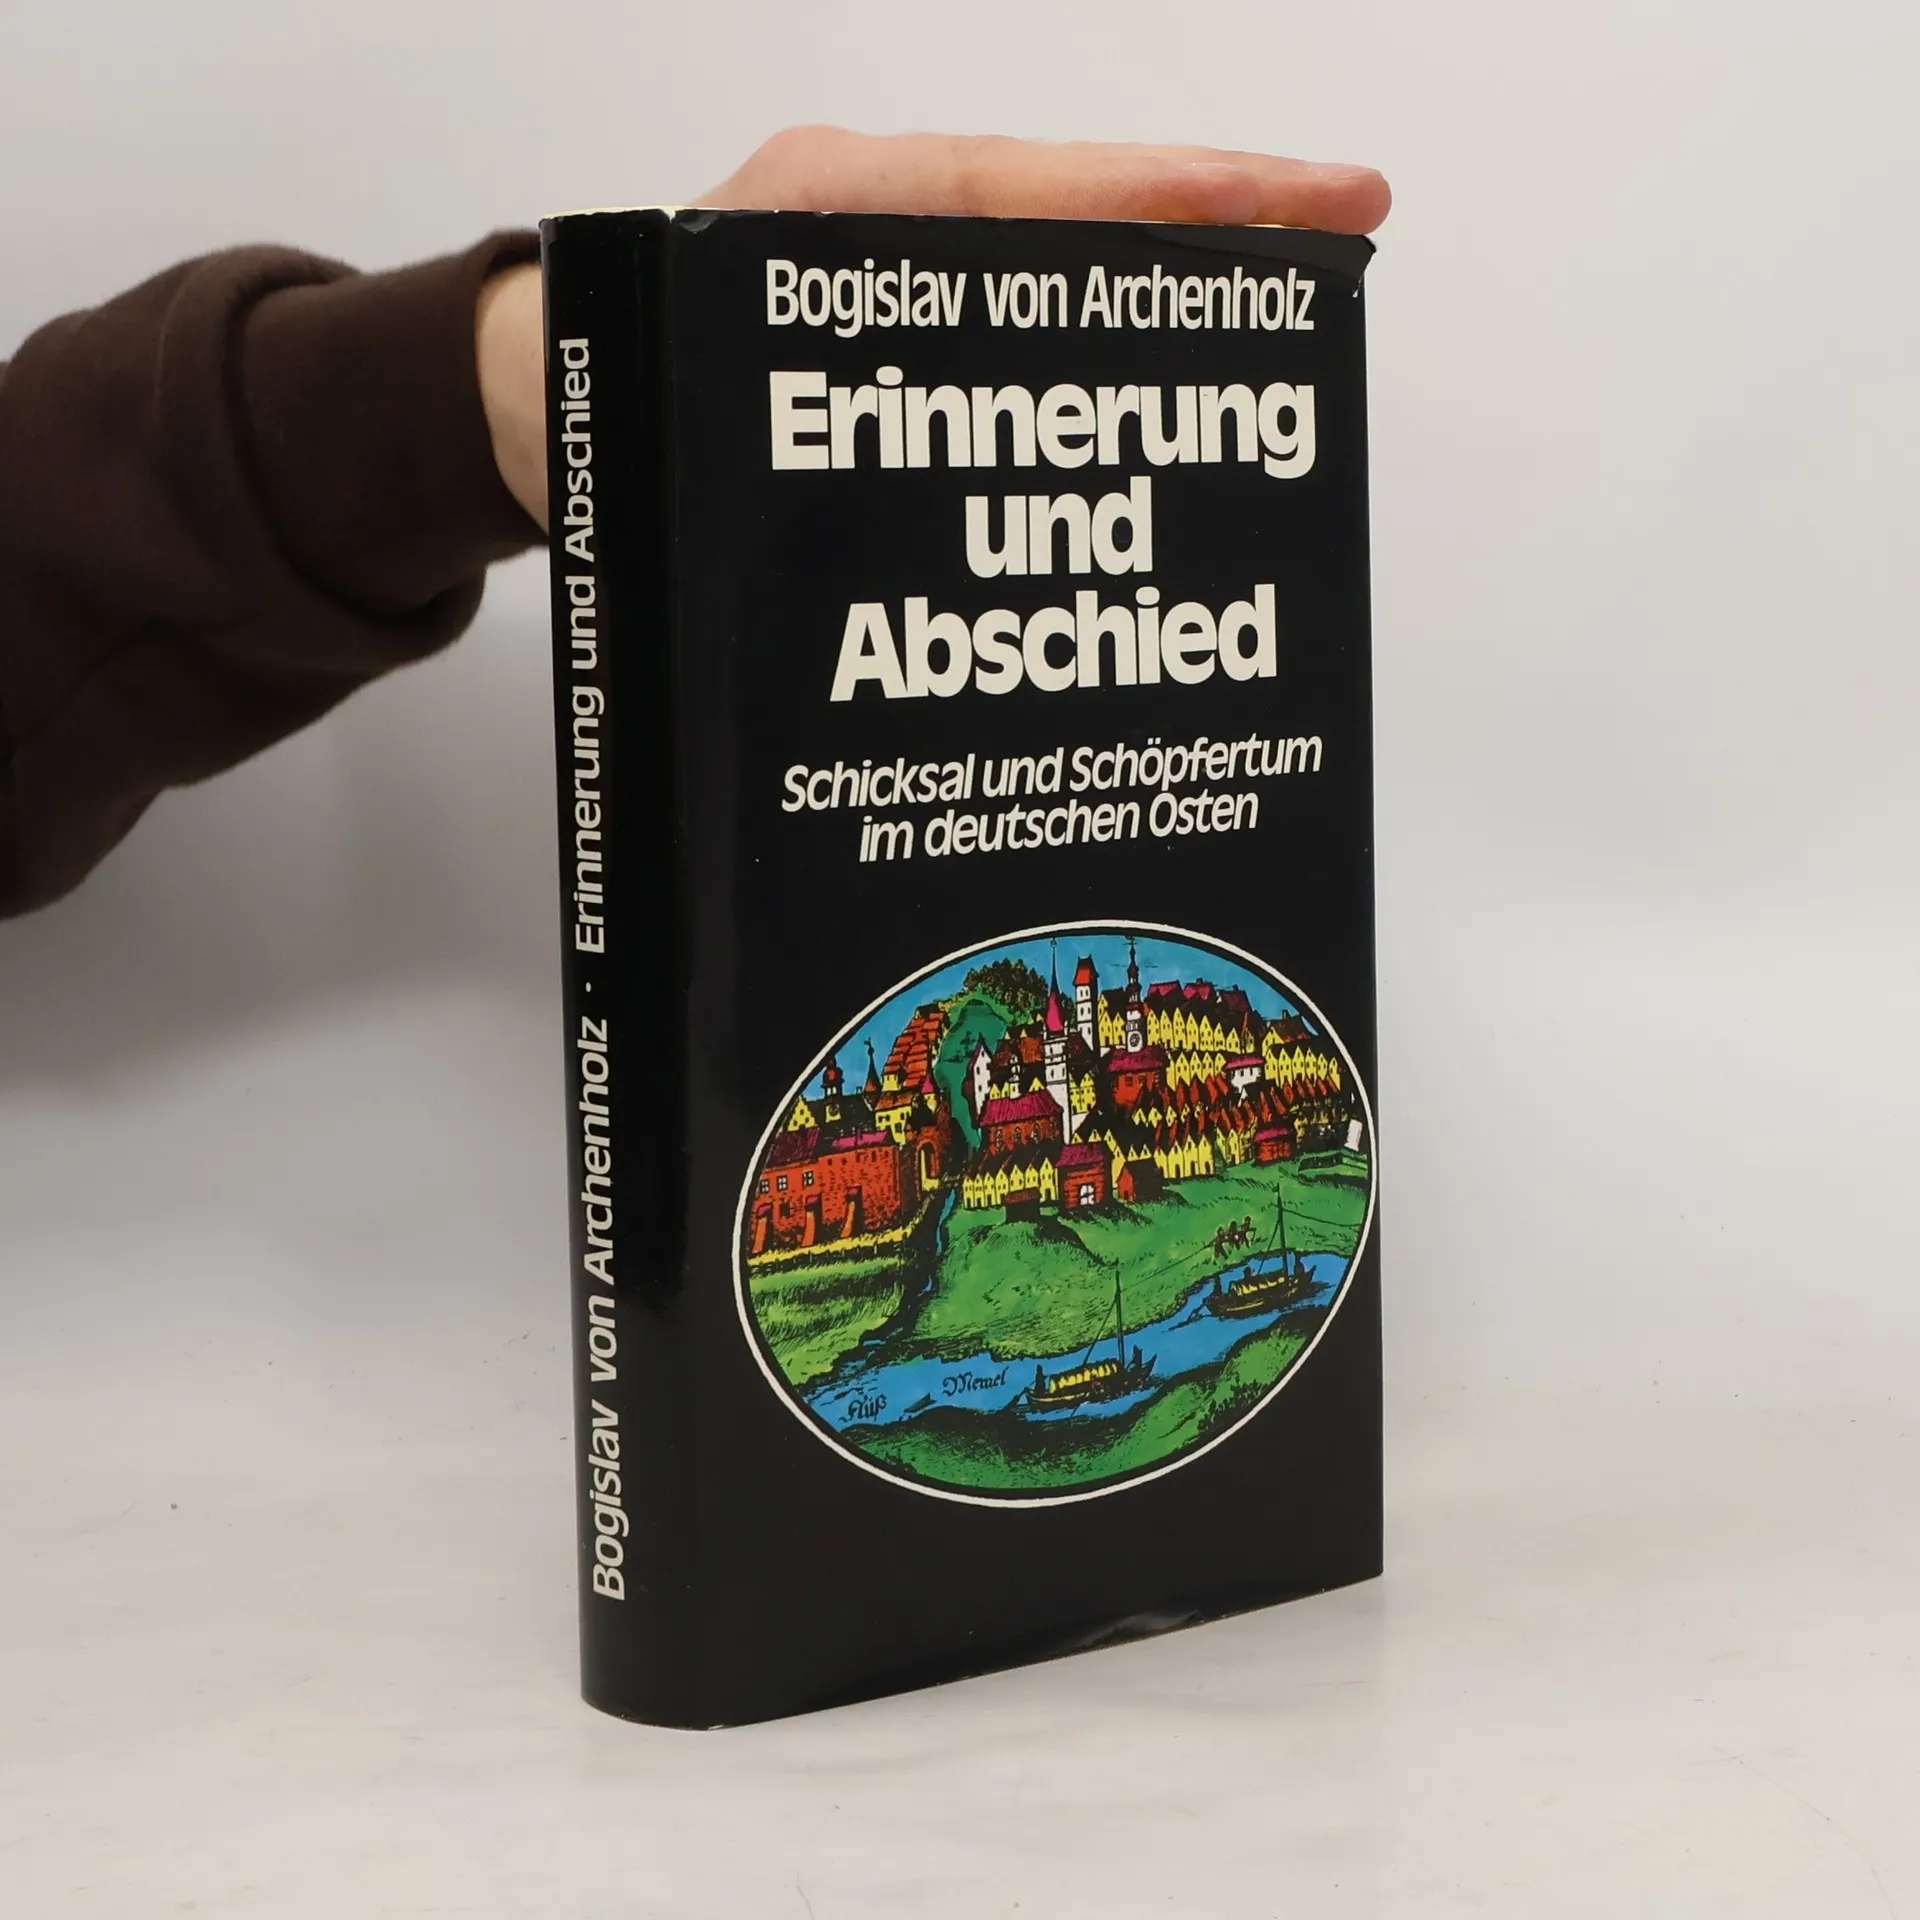 Bogislav von Archenholz · Erinnerung und Abschied
Bogislav von Archenholz
Erinnerung
und
Abschied
Schicksal und Schöpfertum
im deutschen Osten
Flüß Memel